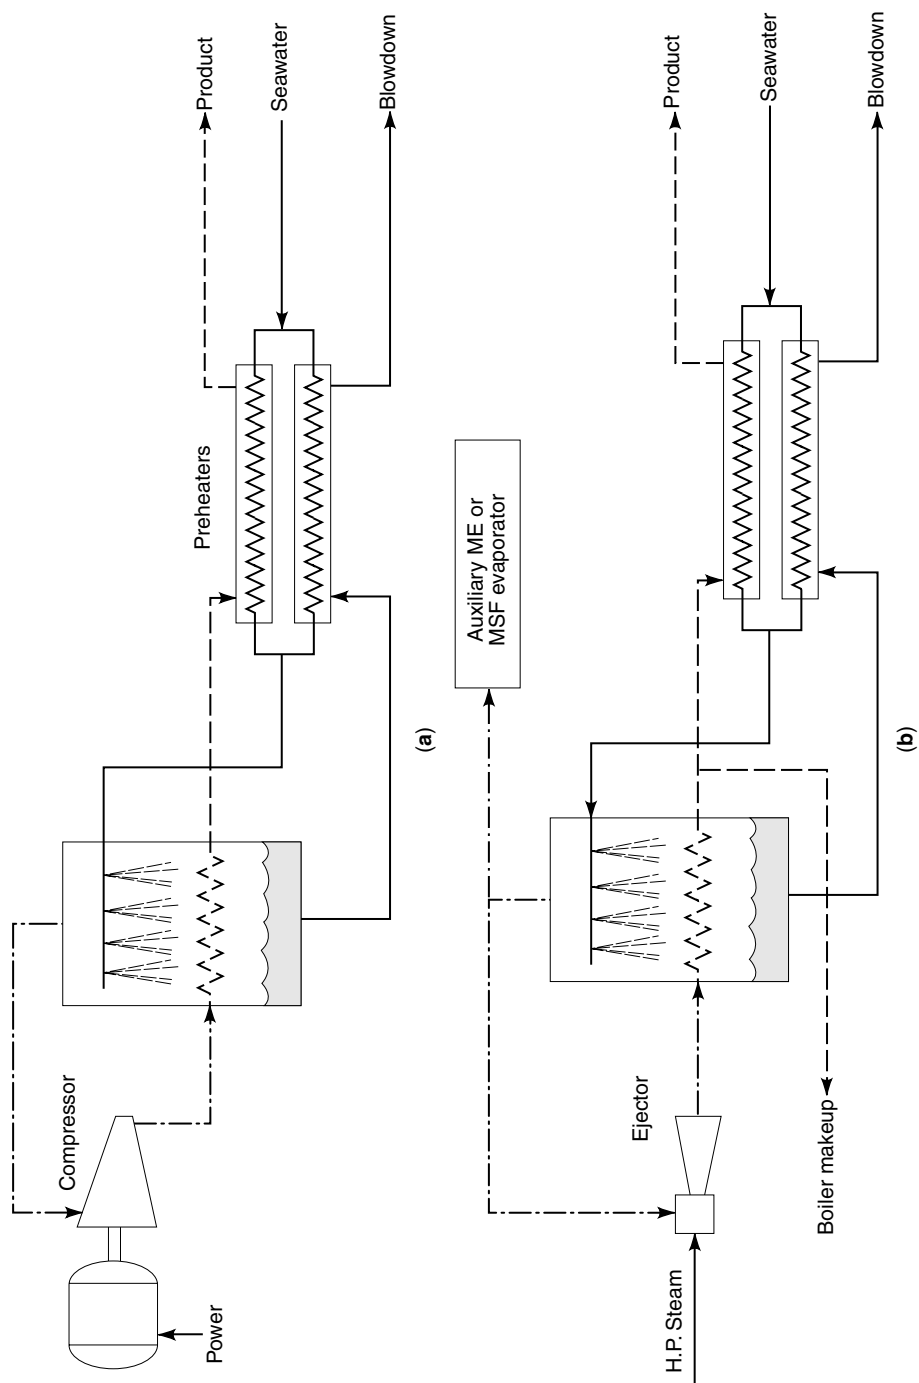 Power
Compressor
Preheaters
Product
Seawater
Blowdown
(a)
H.P. Steam
Ejector
Boiler makeup
Auxiliary ME or
MSF evaporator
Product
Seawater
Blowdown
(b)